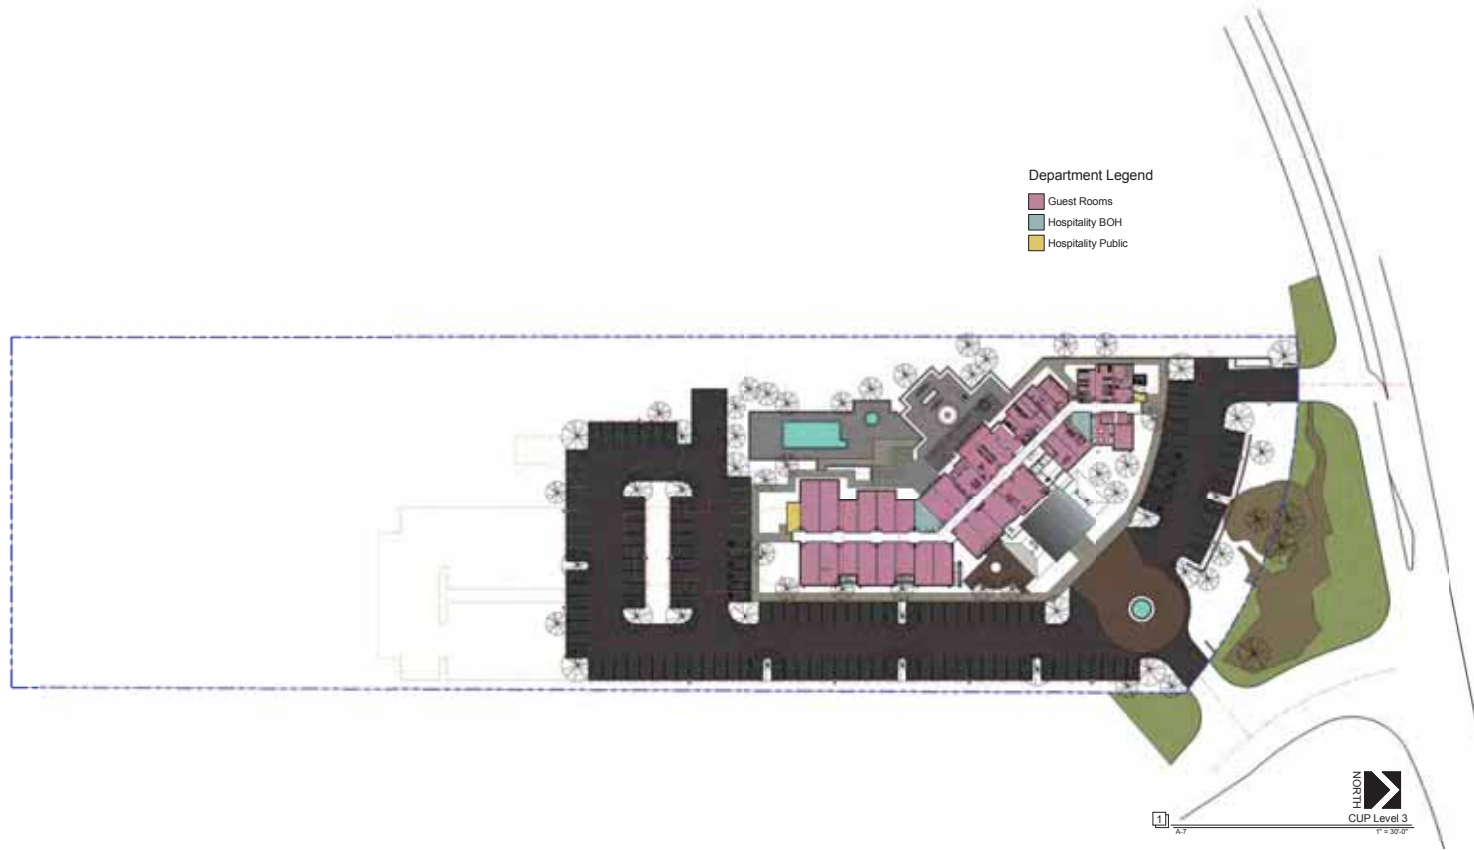 Department Legend
Guest Rooms
Hospitality BOH
Hospitality Public
NORTH
1
CUP Level 3
A-7
1" = 30'-0"